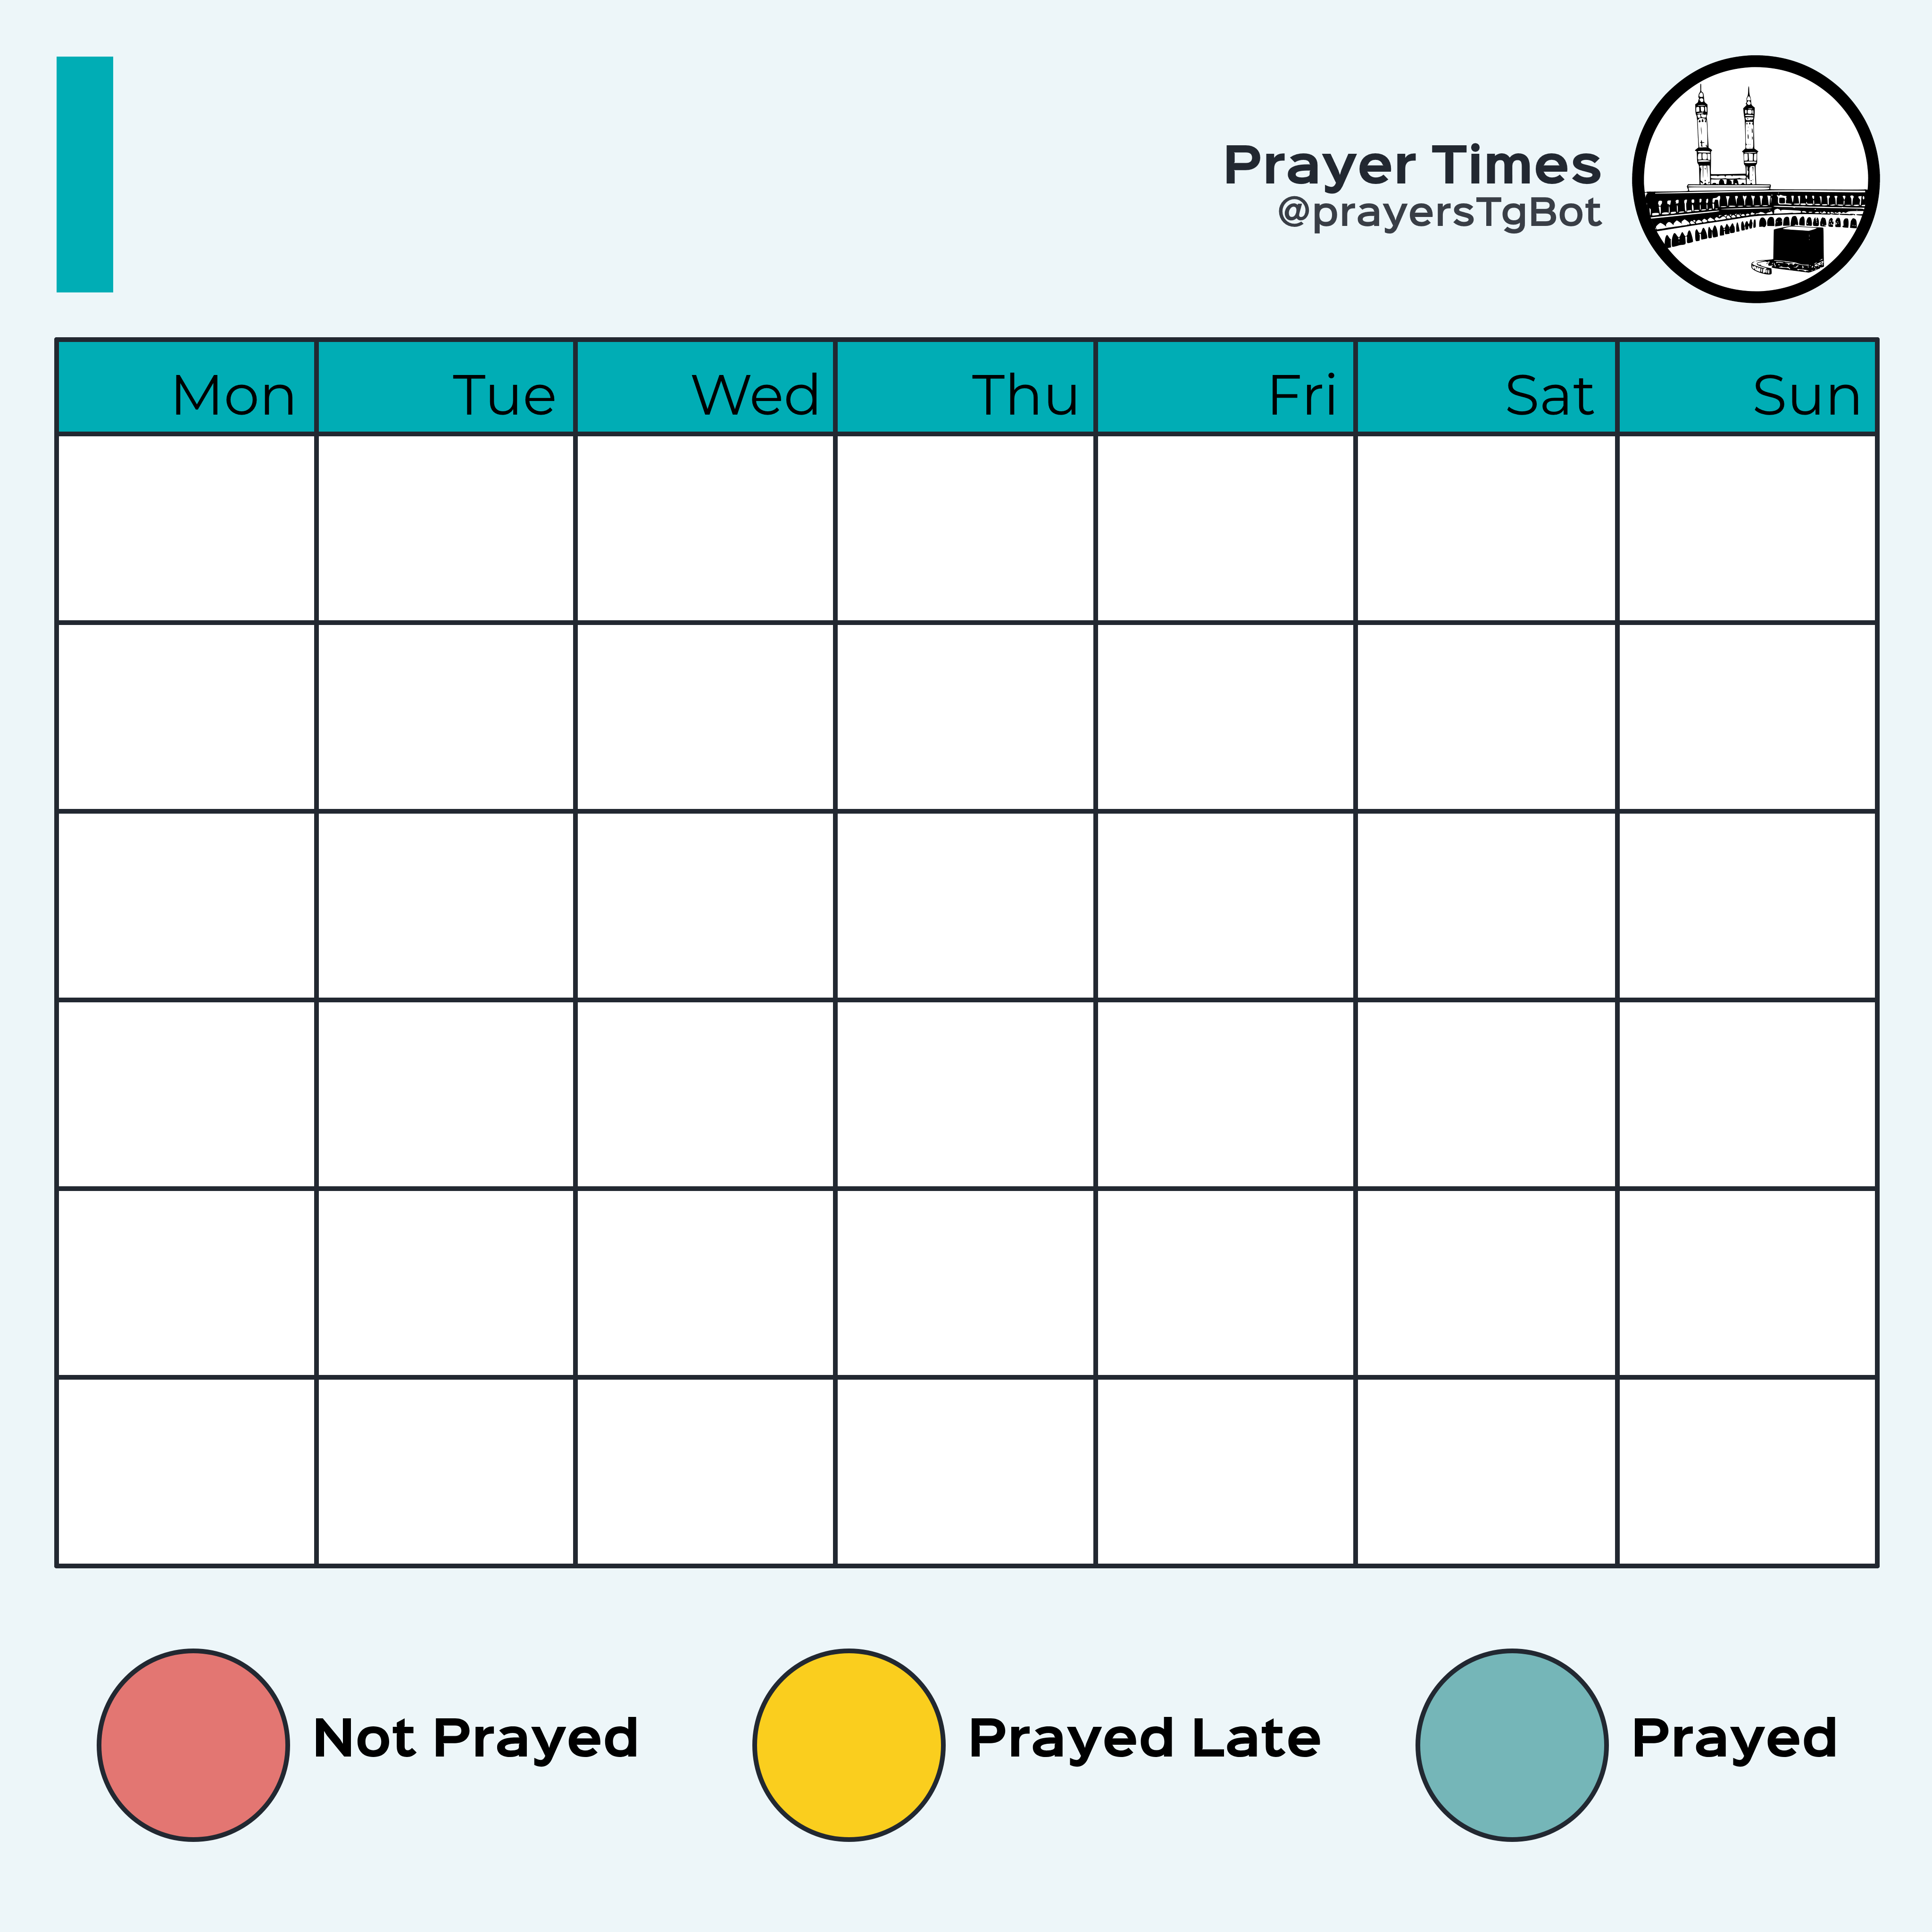 Prayer Times
@prayersTgBot
Mon Tue Wed Thu Fri Sat Sun
Not Prayed Prayed Late Prayed